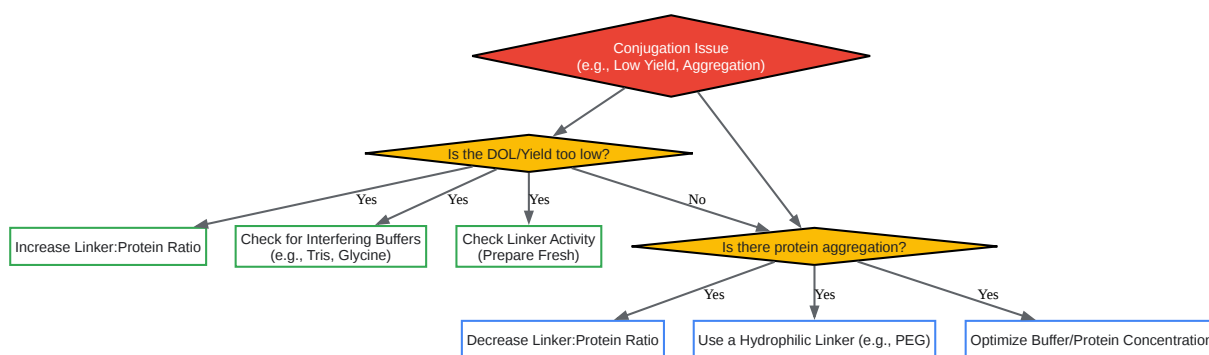 Conjugation Issue
(e.g., Low Yield, Aggregation)
Is the DOL/Yield too low?
Yes
Yes
Yes
No
Increase Linker:Protein Ratio
Check for Interfering Buffers
(e.g., Tris, Glycine)
Check Linker Activity
(Prepare Fresh)
Is there protein aggregation?
Yes
Yes
Yes
Decrease Linker:Protein Ratio
Use a Hydrophilic Linker (e.g., PEG)
Optimize Buffer/Protein Concentration